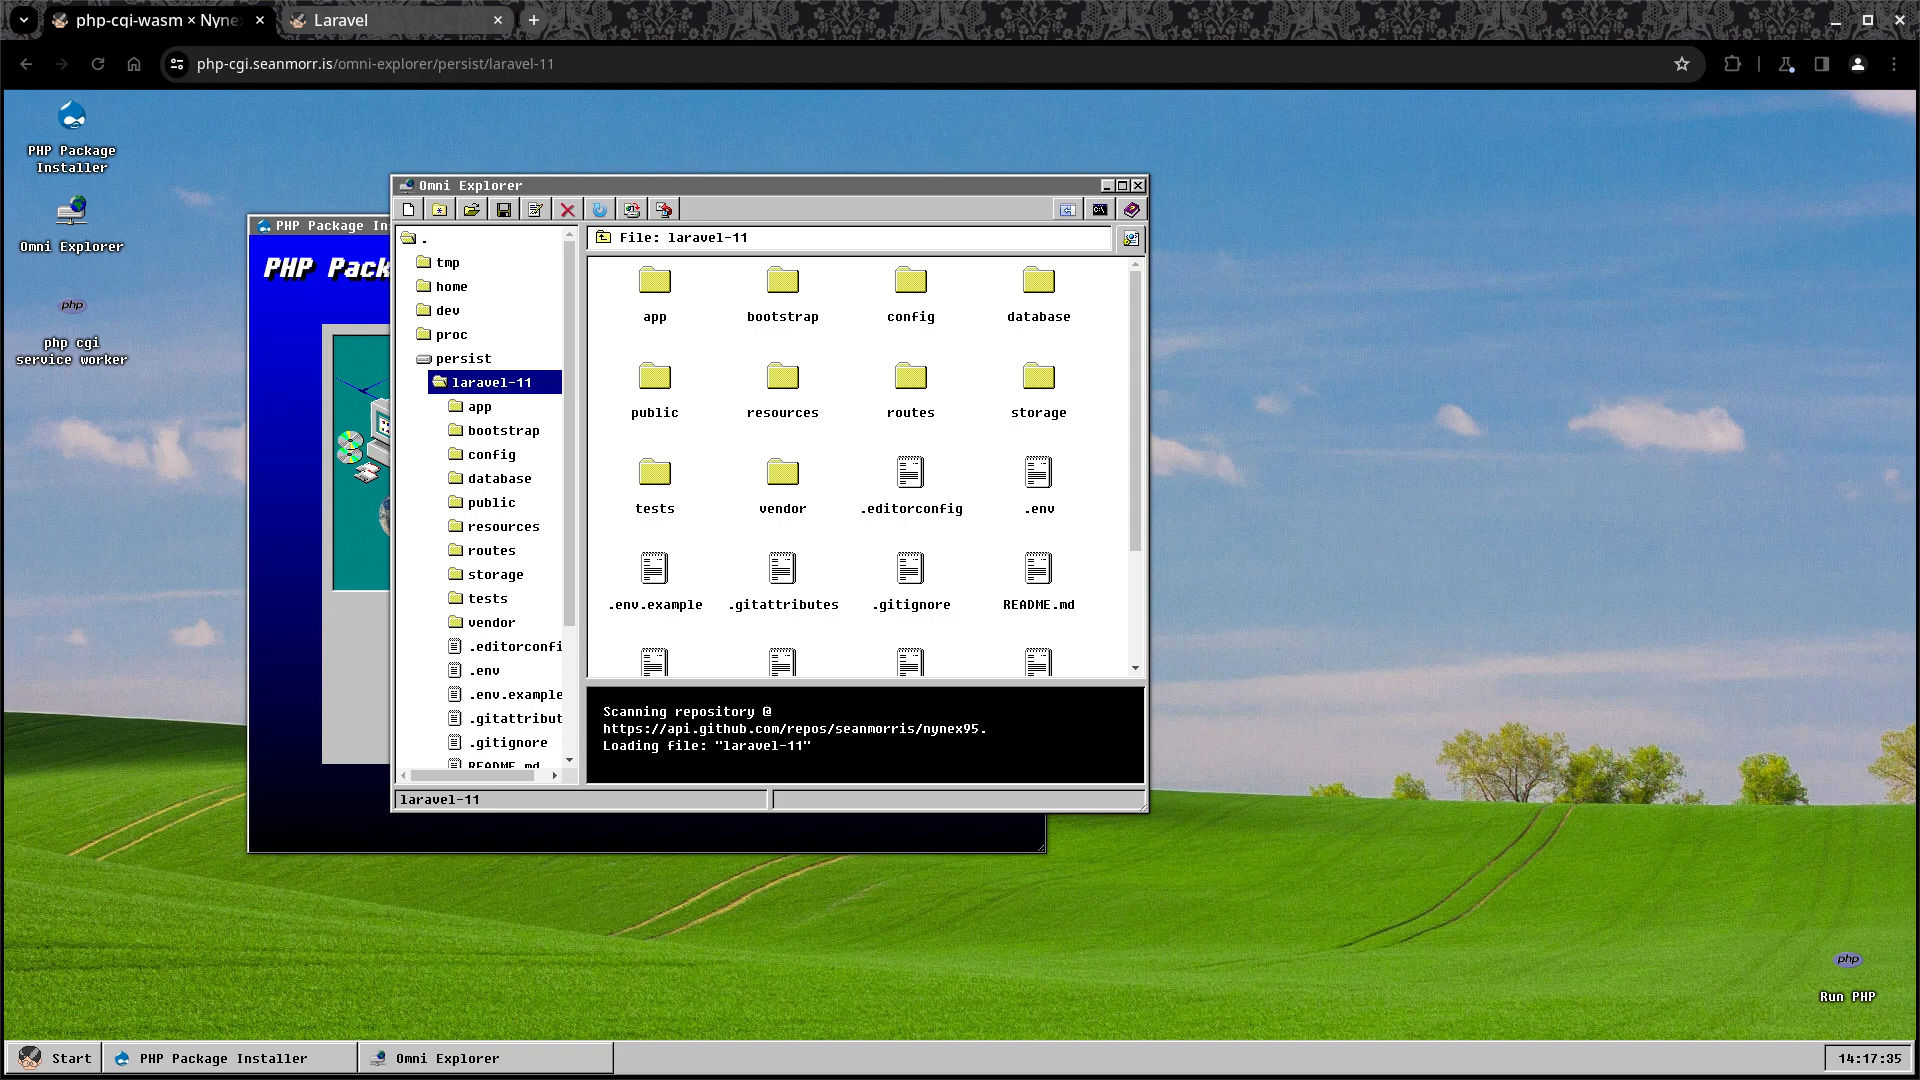 php-cgi-wasm × Nyne
Laravel
php-cgi.seanmorr.is/omni-explorer/persist/laravel-11
PHP Package
Installer
Omni Explorer
php
php cgi
service worker
PHP Package In
PHP Pack
Omni Explorer
File: laravel-11
.
tmp
home
dev
proc
persist
laravel-11
app
bootstrap
config
database
public
resources
routes
storage
tests
vendor
.editorconfi
.env
.env.example
.gitattribut
.gitignore
README.md
app
bootstrap
config
database
public
resources
routes
storage
tests
vendor
.editorconfig
.env
.env.example
.gitattributes
.gitignore
README.md
Scanning repository @
https://api.github.com/repos/seanmorris/nynex95.
Loading file: "laravel-11"
laravel-11
php
Run PHP
Start
PHP Package Installer
Omni Explorer
14:17:35